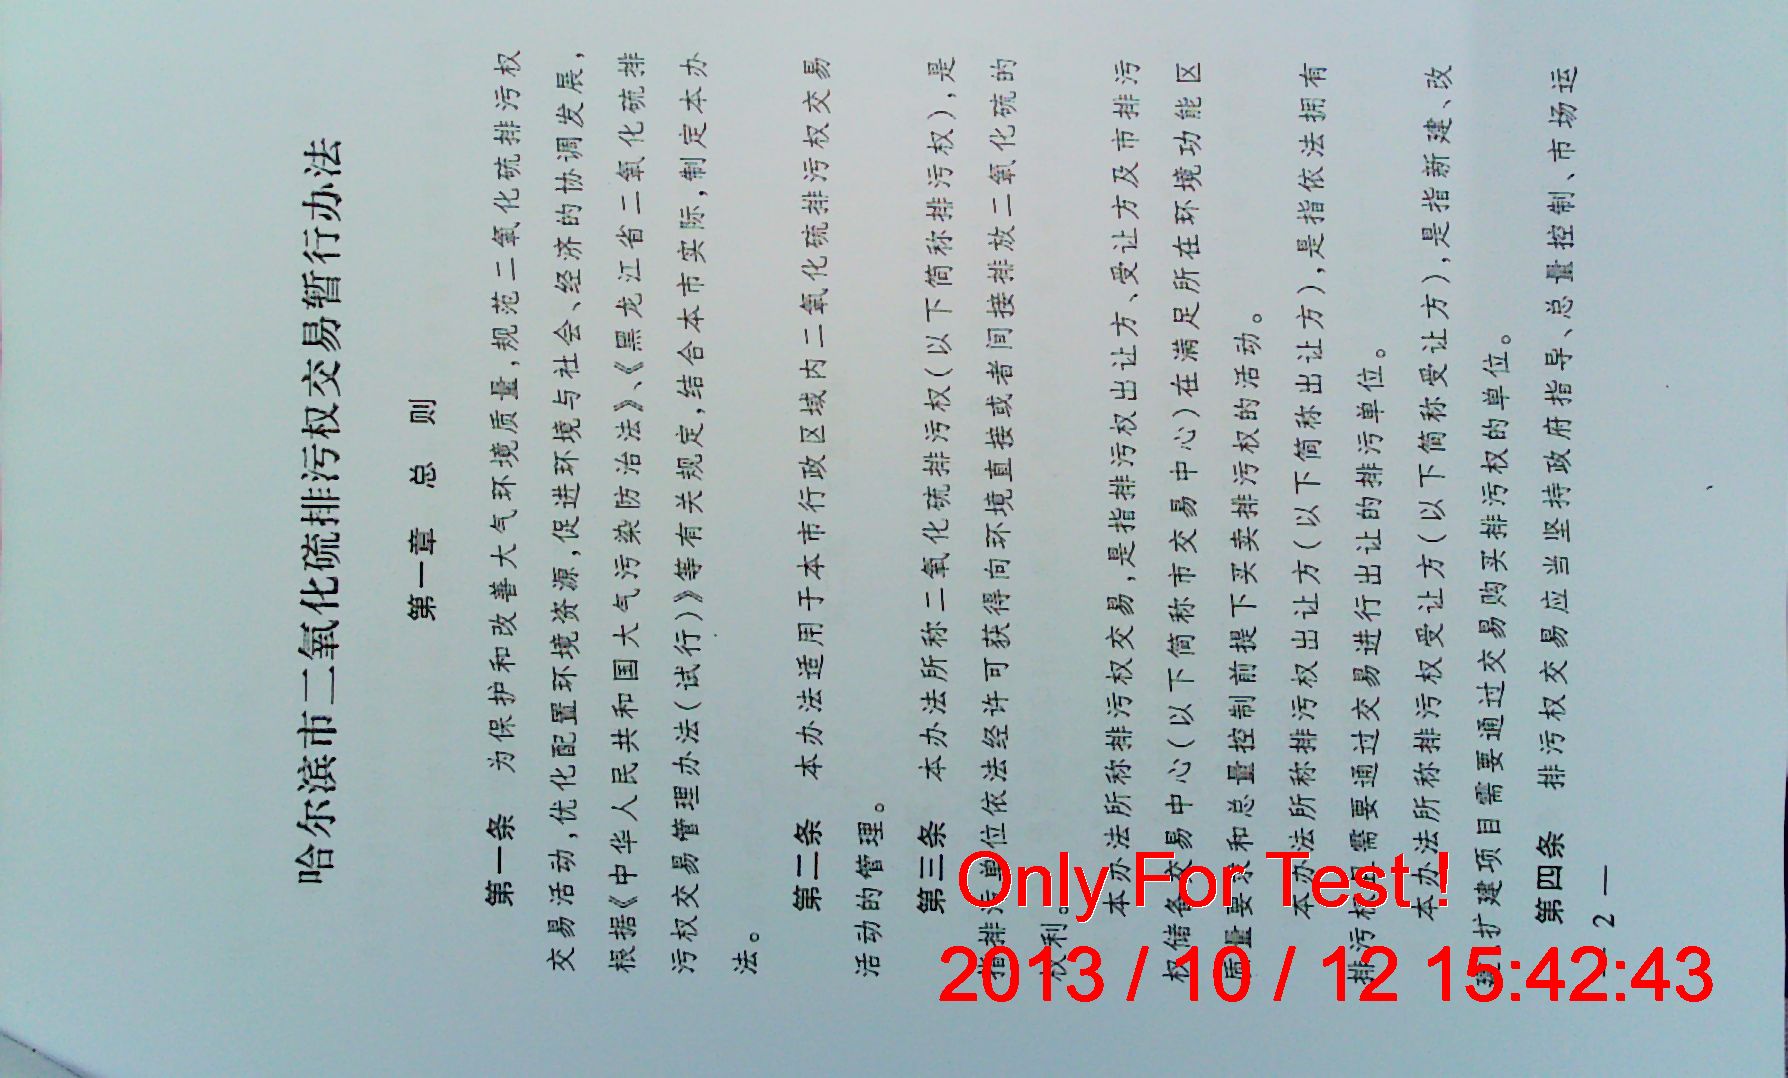 哈尔滨市二氧化硫排污权交易暂行办法
第一章 总 则
第一条 为保护和改善大气环境质量,规范二氧化硫排污权
交易活动,优化配置环境资源,促进环境与社会、经济的协调发展,
根据《中华人民共和国大气污染防治法》、《黑龙江省二氧化硫排
污权交易管理办法(试行)》等有关规定,结合本市实际,制定本办
法。
第二条 本办法适用于本市行政区域内二氧化硫排污权交易
活动的管理。
第三条 本办法所称二氧化硫排污权(以下简称排污权),是
指排污单位依法经许可获得向环境直接或者间接排放二氧化硫的
权利。
本办法所称排污权交易,是指排污权出让方、受让方及市排污
权储备交易中心(以下简称市交易中心)在满足所在环境功能区
质量要求和总量控制前提下买卖排污权的活动。
本办法所称排污权出让方(以下简称出让方),是指依法拥有
排污权且需要通过交易进行出让的排污单位。
本办法所称排污权受让方(以下简称受让方),是指新建、改
建、扩建项目需要通过交易购买排污权的单位。
第四条 排污权交易应当坚持政府指导、总量控制、市场运
— 2 —
Only For Test !
2013 / 10 / 12 15:42:43